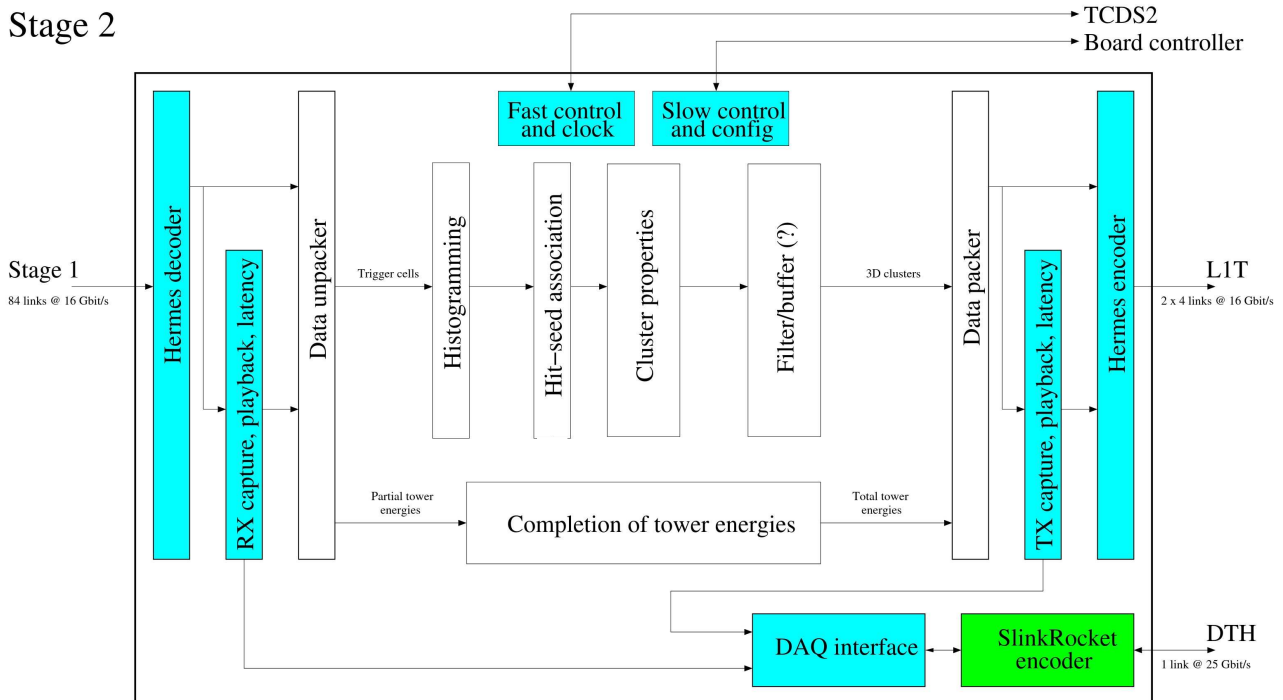 Stage 2
TCDS2
Board controller
Fast control
and clock
Slow control
and config
Stage 1
84 links @ 16 Gbit/s
Hermes decoder
RX capture, playback, latency
Data unpacker
Trigger cells
Histogramming
Hit−seed association
Cluster properties
Filter/buffer (?)
3D clusters
Data packer
TX capture, playback, latency
Hermes encoder
L1T
2 x 4 links @ 16 Gbit/s
Partial tower
energies
Completion of tower energies
Total tower
energies
DAQ interface
SlinkRocket
encoder
DTH
1 link @ 25 Gbit/s